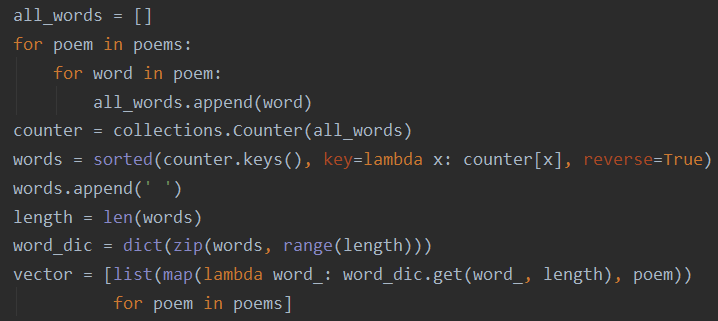 all_words = []
for poem in poems:
    for word in poem:
        all_words.append(word)
counter = collections.Counter(all_words)
words = sorted(counter.keys(), key=lambda x: counter[x], reverse=True)
words.append(' ')
length = len(words)
word_dic = dict(zip(words, range(length)))
vector = [list(map(lambda word_: word_dic.get(word_, length), poem))
          for poem in poems]